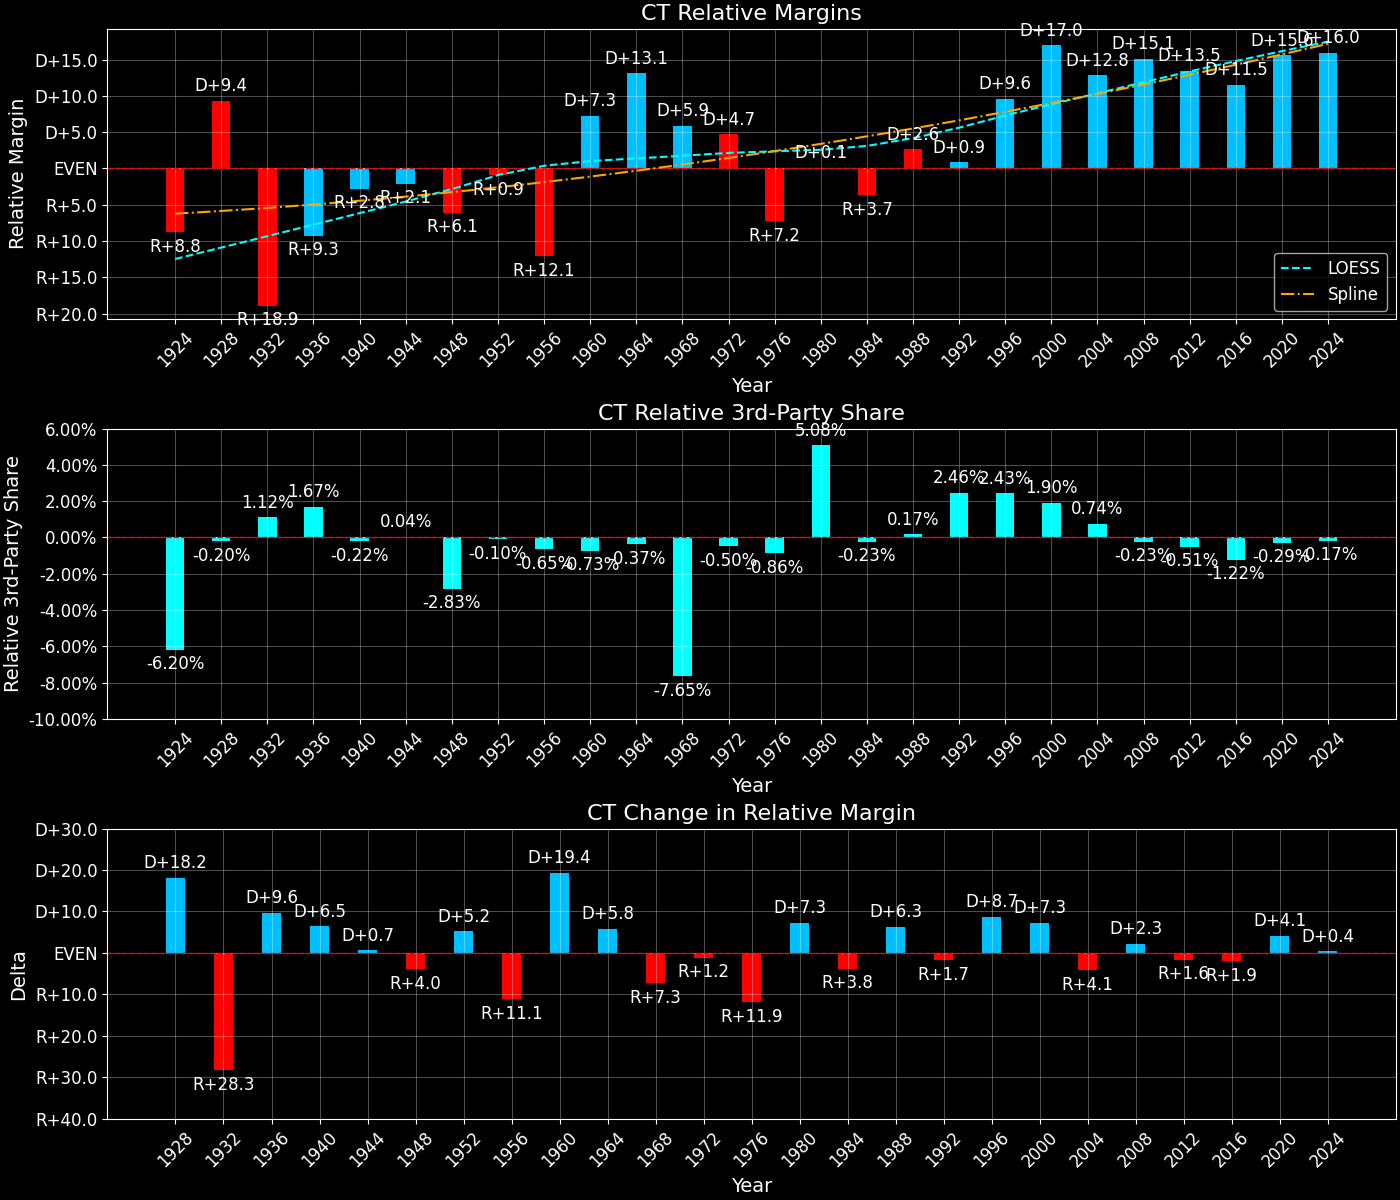 CT Relative Margins
Relative Margin
D+15.0
D+10.0
D+5.0
EVEN
R+5.0
R+10.0
R+15.0
R+20.0
R+8.8
D+9.4
R+18.9
R+9.3
R+2.8
R+2.1
R+6.1
R+0.9
R+12.1
D+7.3
D+13.1
D+5.9
D+4.7
R+7.2
D+0.1
R+3.7
D+2.6
D+0.9
D+9.6
D+17.0
D+12.8
D+15.1
D+13.5
D+11.5
D+15.6
D+16.0
LOESS
Spline
1924 1928 1932 1936 1940 1944 1948 1952 1956 1960 1964 1968 1972 1976 1980 1984 1988 1992 1996 2000 2004 2008 2012 2016 2020 2024
Year
CT Relative 3rd-Party Share
Relative 3rd-Party Share
6.00%
4.00%
2.00%
0.00%
-2.00%
-4.00%
-6.00%
-8.00%
-10.00%
-6.20%
-0.20%
1.12%
1.67%
-0.22%
0.04%
-2.83%
-0.10%
-0.65%
-0.73%
-0.37%
-7.65%
-0.50%
-0.86%
5.08%
-0.23%
0.17%
2.46%
2.43%
1.90%
0.74%
-0.23%
-0.51%
-1.22%
-0.29%
-0.17%
1924 1928 1932 1936 1940 1944 1948 1952 1956 1960 1964 1968 1972 1976 1980 1984 1988 1992 1996 2000 2004 2008 2012 2016 2020 2024
Year
CT Change in Relative Margin
Delta
D+30.0
D+20.0
D+10.0
EVEN
R+10.0
R+20.0
R+30.0
R+40.0
D+18.2
R+28.3
D+9.6
D+6.5
D+0.7
R+4.0
D+5.2
R+11.1
D+19.4
D+5.8
R+7.3
R+1.2
R+11.9
D+7.3
R+3.8
D+6.3
R+1.7
D+8.7
D+7.3
R+4.1
D+2.3
R+1.6
R+1.9
D+4.1
D+0.4
1928 1932 1936 1940 1944 1948 1952 1956 1960 1964 1968 1972 1976 1980 1984 1988 1992 1996 2000 2004 2008 2012 2016 2020 2024
Year